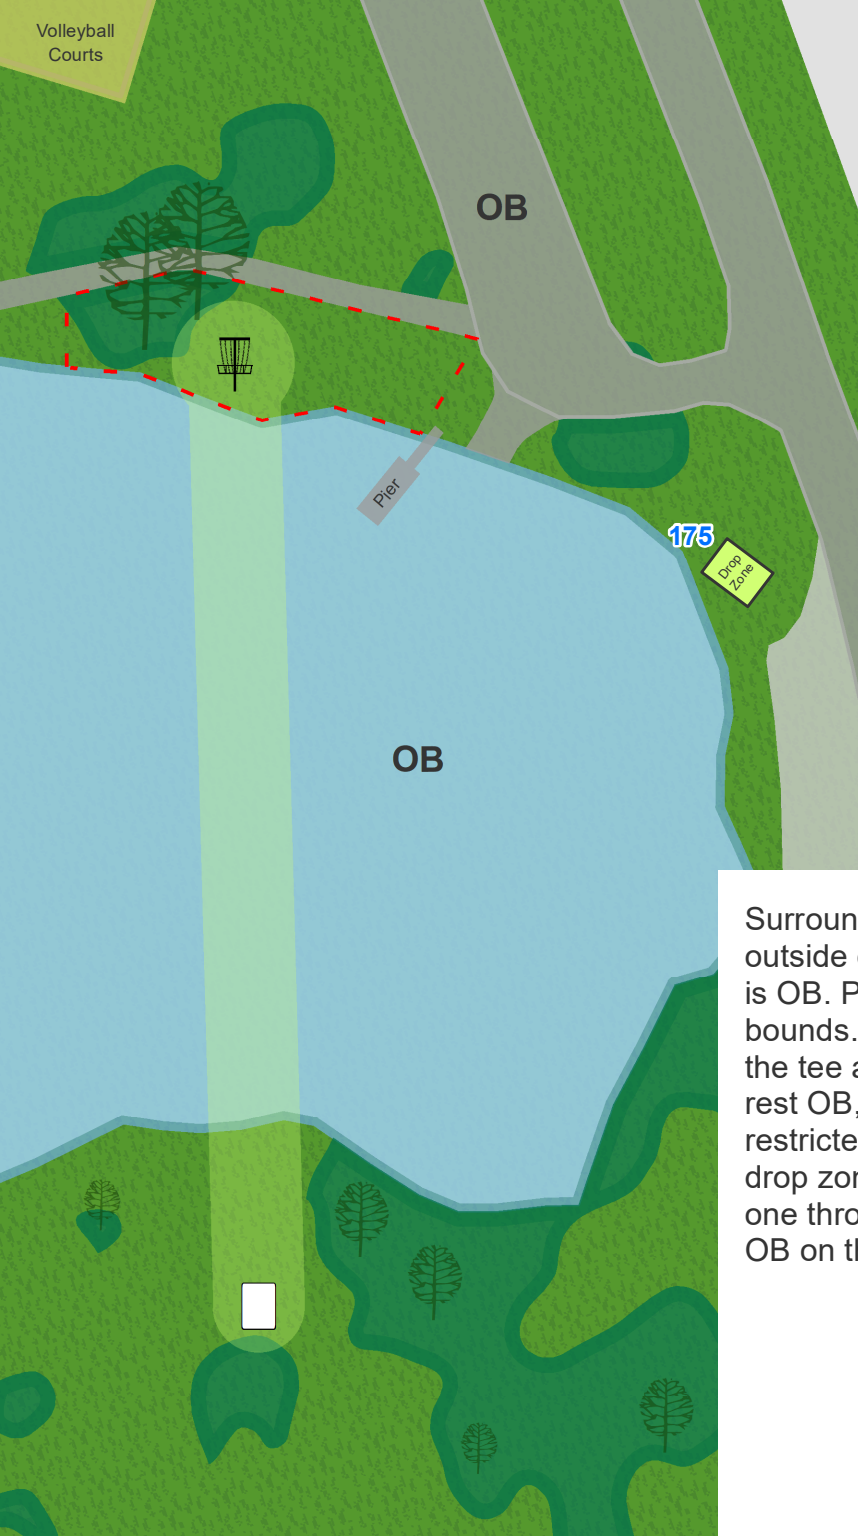 Volleyball
Courts
OB
Pier
175
Drop
Zone
OB
Surroun
outside
is OB. P
bounds.
the tee a
rest OB,
restricte
drop zor
one thro
OB on th